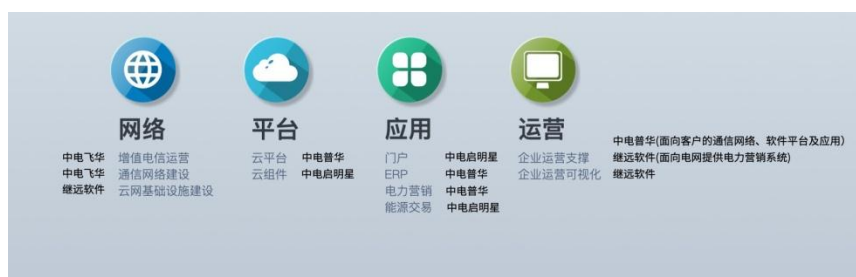 网络
中电飞华 增值电信运营
中电飞华 通信网络建设
继远软件 云网基础设施建设
平台
云平台 中电普华
云组件 中电启明星
应用
门户 中电启明星
ERP 中电普华
电力营销 中电普华
能源交易 中电启明星
运营
中电普华(面向客户的通信网络、软件平台及应用)
企业运营支撑 继远软件(面向电网提供电力营销系统)
企业运营可视化 继远软件